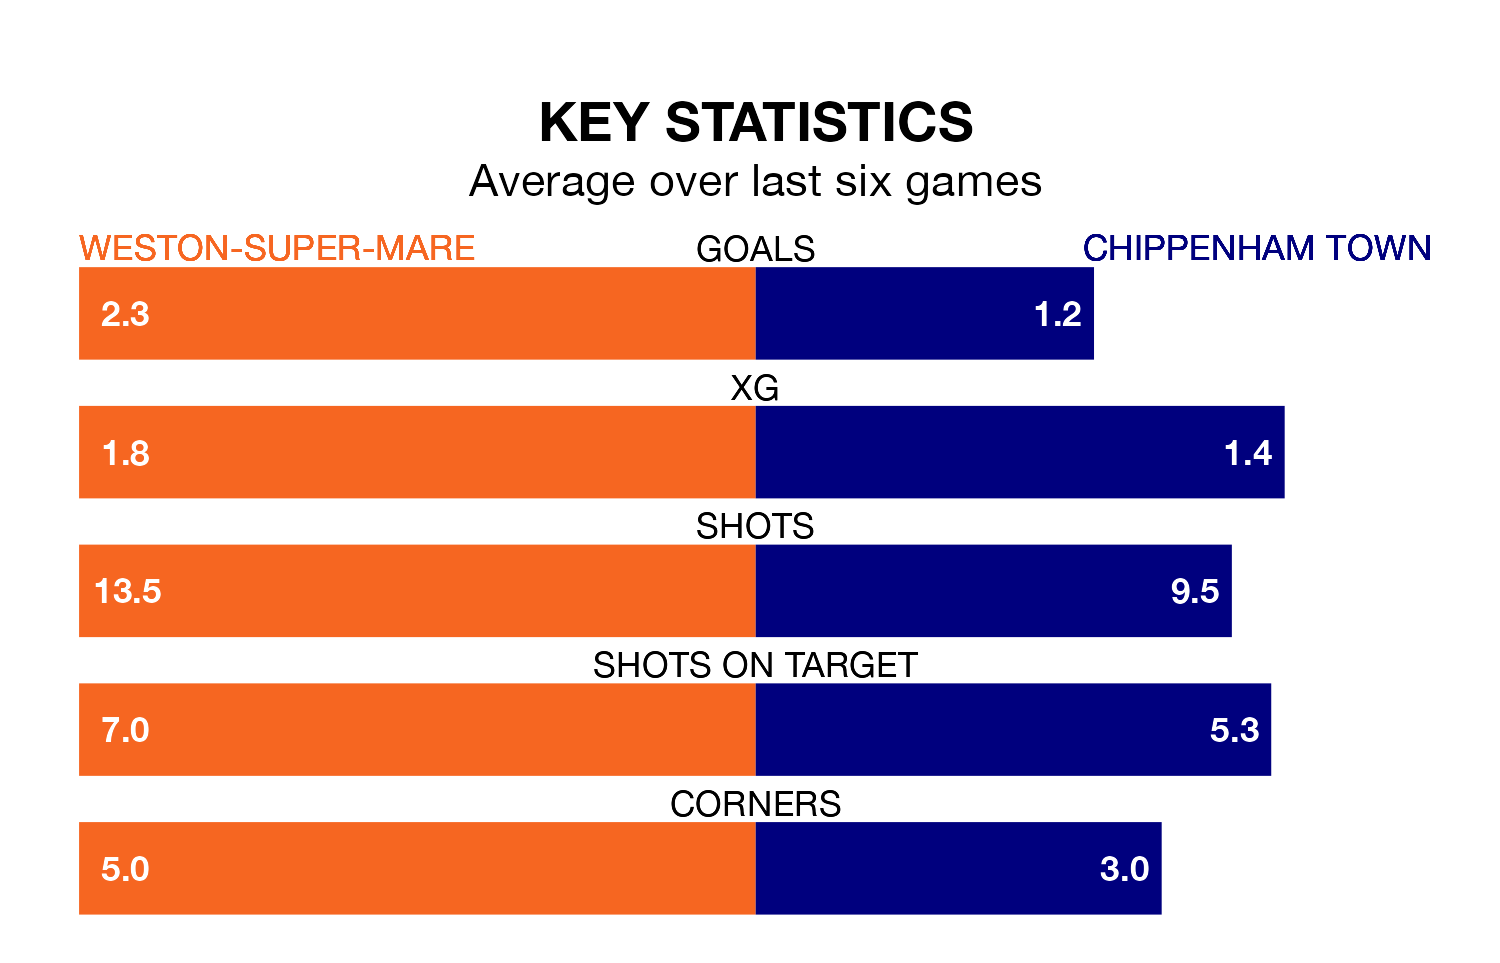 KEY STATISTICS
Average over last six games
WESTON-SUPER-MARE GOALS CHIPPENHAM TOWN
2.3 1.2
XG
1.8 1.4
SHOTS
13.5 9.5
SHOTS ON TARGET
7.0 5.3
CORNERS
5.0 3.0